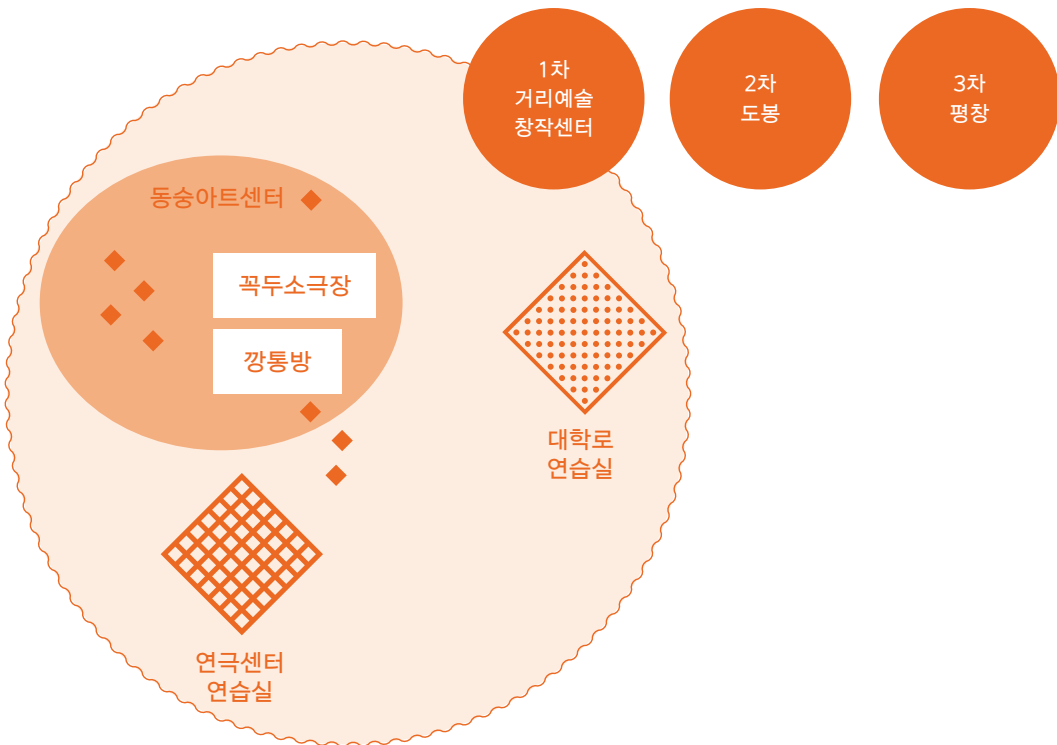 1차
거리예술
창작센터
2차
도봉
3차
평창
동숭아트센터
꼭두소극장
깡통방
대학로
연습실
연극센터
연습실